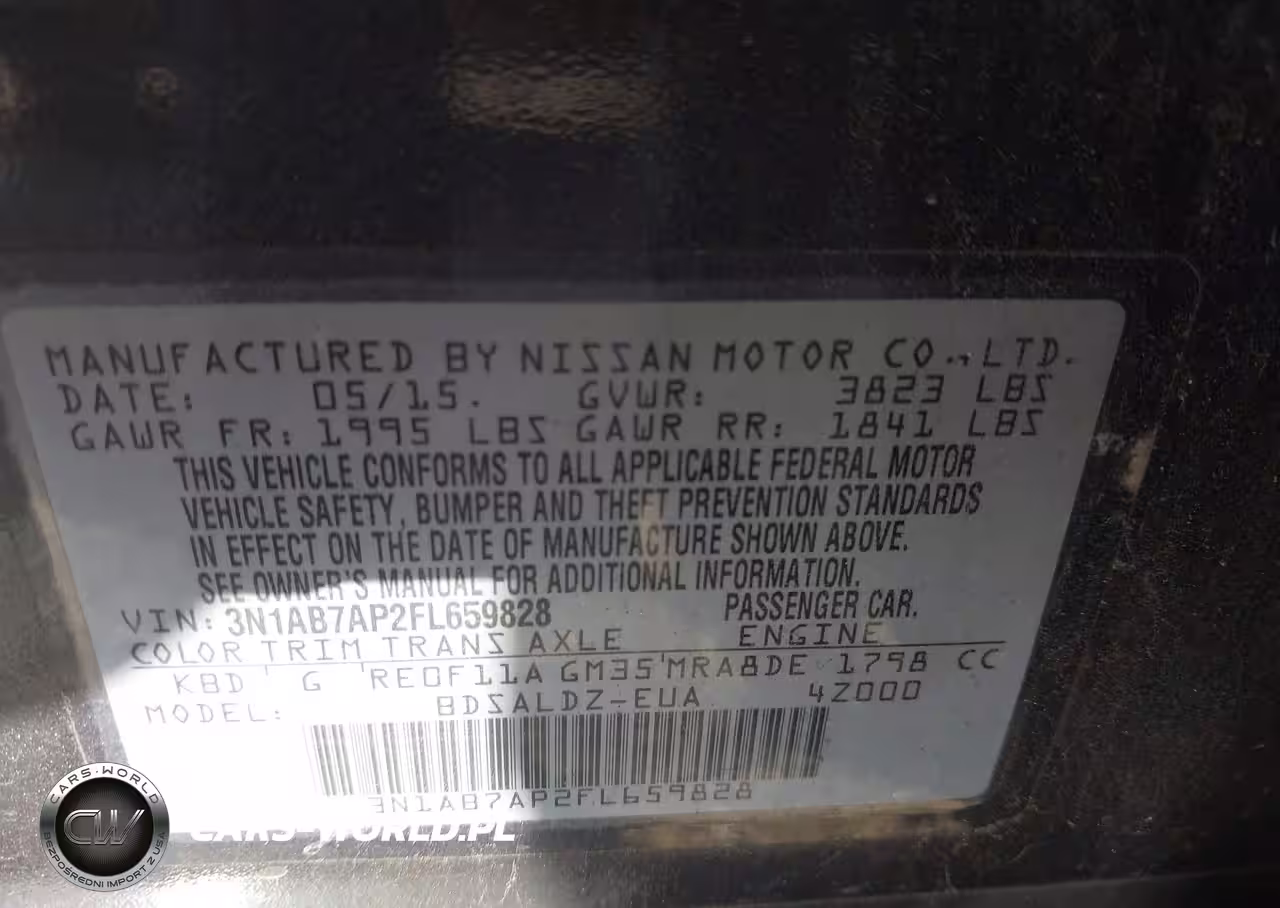 MANUFACTURED BY NISSAN MOTOR CO., LTD.
DATE: 05/15. GVWR: 3823 LBS
GAWR FR: 1995 LBS GAWR RR: 1841 LBS
THIS VEHICLE CONFORMS TO ALL APPLICABLE FEDERAL MOTOR
VEHICLE SAFETY, BUMPER AND THEFT PREVENTION STANDARDS
IN EFFECT ON THE DATE OF MANUFACTURE SHOWN ABOVE.
SEE OWNER'S MANUAL FOR ADDITIONAL INFORMATION.
VIN: 3N1AB7AP2FL659828 PASSENGER CAR.
COLOR TRIM TRANS AXLE ENGINE
KBD G RE0F11A GM35 MRA8DE 1798 CC
MODEL: BDSALDZ-EUA 4Z000
3N1AB7AP2FL659828
CARS-WORLD
CW
BEZPOŚREDNI IMPORT Z USA
CARS-WORLD.PL